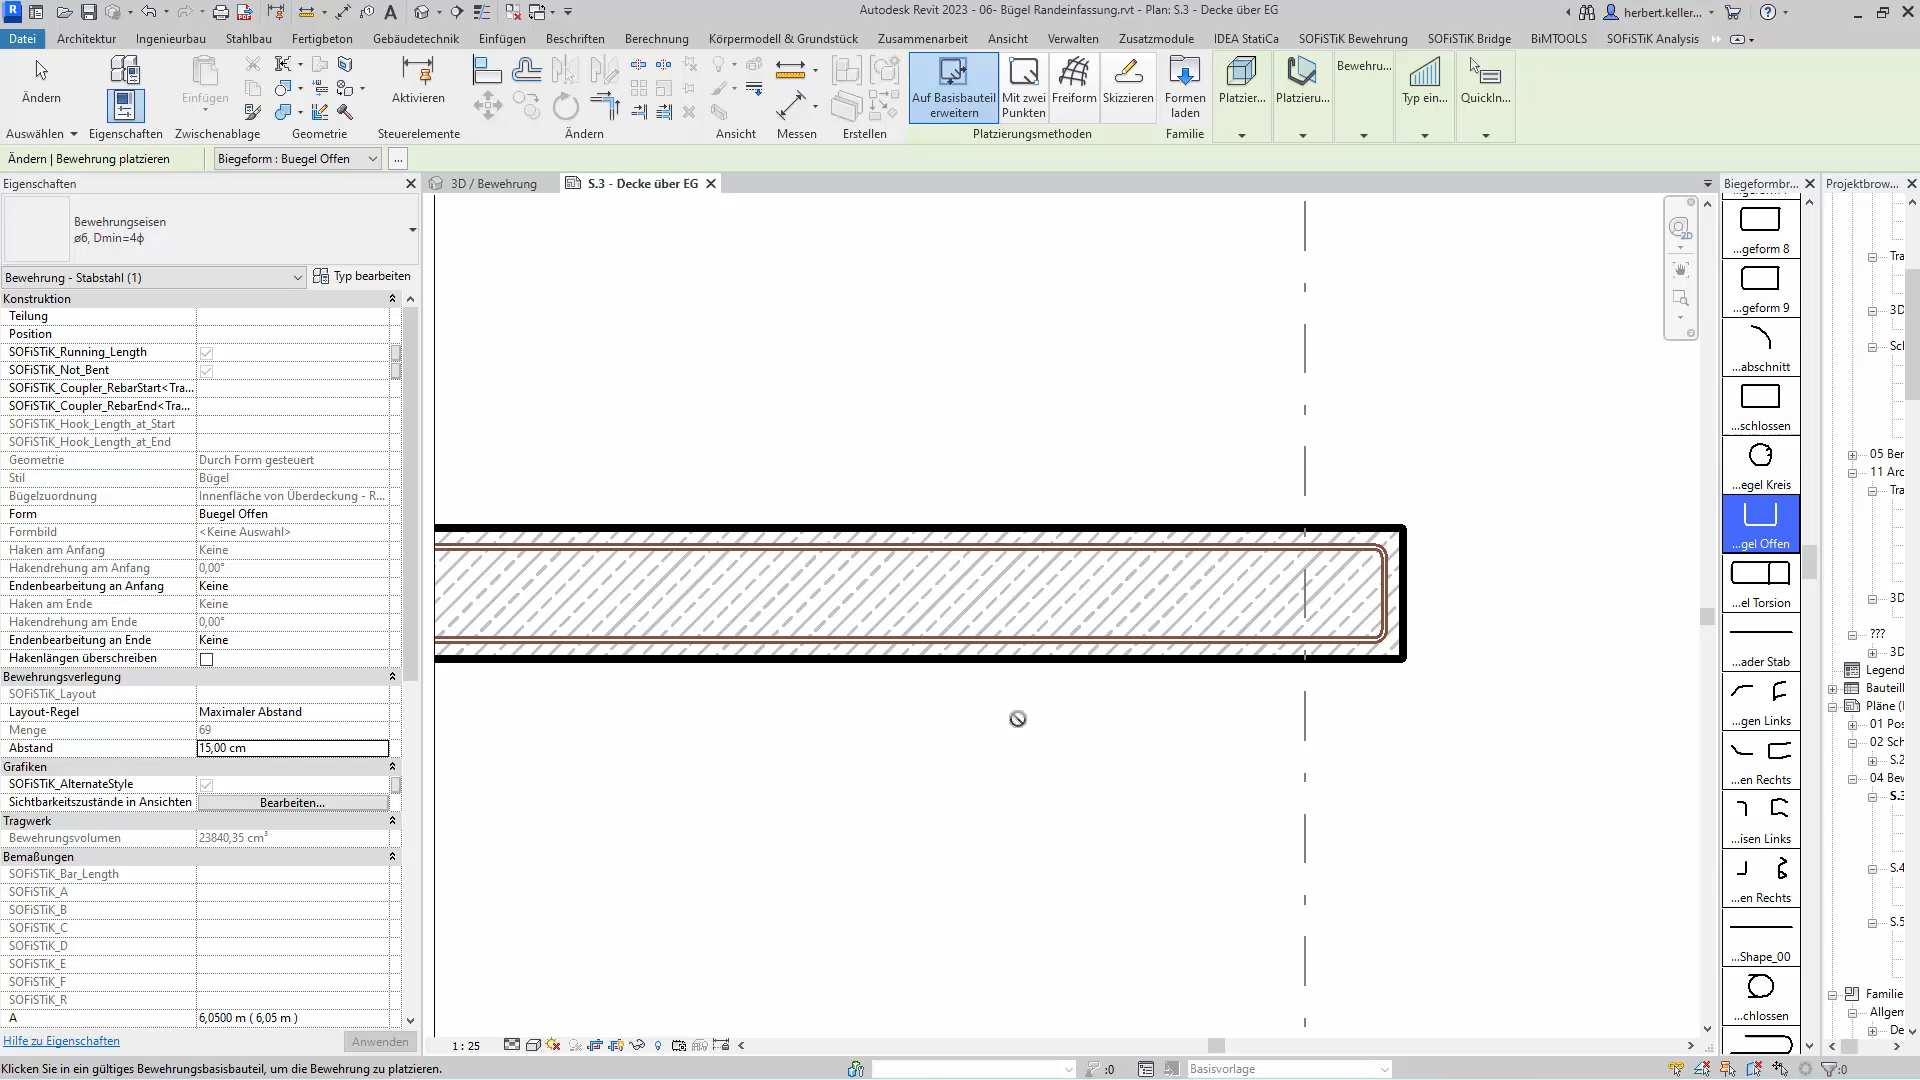 Autodesk Revit 2023 - 06- Bügel Randeinfassung.rvt - Plan: S.3 - Decke über EG
herbert.keller...
Datei Architektur Ingenieurbau Stahlbau Fertigbeton Gebäudetechnik Einfügen Beschriften Berechnung Körpermodell & Grundstück Zusammenarbeit Ansicht Verwalten Zusatzmodule IDEA StatiCa SOFiSTiK Bewehrung SOFiSTiK Bridge BiMTOOLS SOFiSTiK Analysis
Ändern Einfügen Aktivieren Auf Basisbauteil erweitern Mit zwei Punkten Freiform Skizzieren Formen laden Platzier... Platzieru... Bewehru... Typ ein... QuickIn...
Auswählen Eigenschaften Zwischenablage Geometrie Steuerelemente Ändern Ansicht Messen Erstellen Platzierungsmethoden Familie
Ändern | Bewehrung platzieren Biegeform : Buegel Offen ...
Eigenschaften
3D / Bewehrung S.3 - Decke über EG
Biegeformbr... Projektbrow...
Bewehrungseisen
ø6, Dmin=4ф
Bewehrung - Stabstahl (1) Typ bearbeiten
Konstruktion
Teilung
Position
SOFiSTiK_Running_Length
SOFiSTiK_Not_Bent
SOFiSTiK_Coupler_RebarStart<Tra...
SOFiSTiK_Coupler_RebarEnd<Tra...
SOFiSTiK_Hook_Length_at_Start
SOFiSTiK_Hook_Length_at_End
Geometrie Durch Form gesteuert
Stil Bügel
Bügelzuordnung Innenfläche von Überdeckung - R...
Form Buegel Offen
Formbild <Keine Auswahl>
Haken am Anfang Keine
Hakendrehung am Anfang 0,00°
Endenbearbeitung an Anfang Keine
Haken am Ende Keine
Hakendrehung am Ende 0,00°
Endenbearbeitung an Ende Keine
Hakenlängen überschreiben
Bewehrungsverlegung
SOFiSTiK_Layout
Layout-Regel Maximaler Abstand
Menge 69
Abstand 15,00 cm
Grafiken
SOFiSTiK_AlternateStyle
Sichtbarkeitszustände in Ansichten Bearbeiten...
Tragwerk
Bewehrungsvolumen 23840,35 cm³
Bemaßungen
SOFiSTiK_Bar_Length
SOFiSTiK_A
SOFiSTiK_B
SOFiSTiK_C
SOFiSTiK_D
SOFiSTiK_E
SOFiSTiK_F
SOFiSTiK_R
A 6,0500 m ( 6,05 m )
Hilfe zu Eigenschaften Anwenden
2D
...geform 8
...geform 9
...abschnitt
...schlossen
...egel Kreis
...gel Offen
...el Torsion
...ader Stab
...gen Links
...en Rechts
...isen Links
...en Rechts
...Shape_00
...chlossen
Tra
3D
Scl
05 Ber
11 Arc
Tra
3D
???
3D
Legend
Bauteil
Pläne (
01 Pos
02 Sch
S.2
04 Bew
S.3
S.4
S.5
Familie
Allgem
De
1 : 25
Klicken Sie in ein gültiges Bewehrungsbasisbauteil, um die Bewehrung zu platzieren.
:0
Basisvorlage
:0